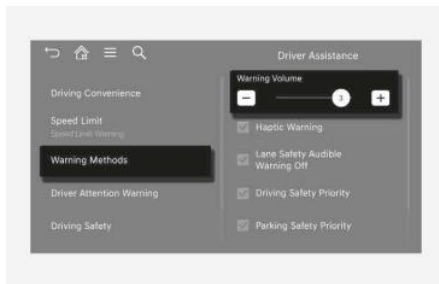 Driver Assistance
Driving Convenience
Speed Limit
Speed Limit Warning
Warning Methods
Driver Attention Warning
Driving Safety
Warning Volume
3
Haptic Warning
Lane Safety Audible
Warning Off
Driving Safety Priority
Parking Safety Priority